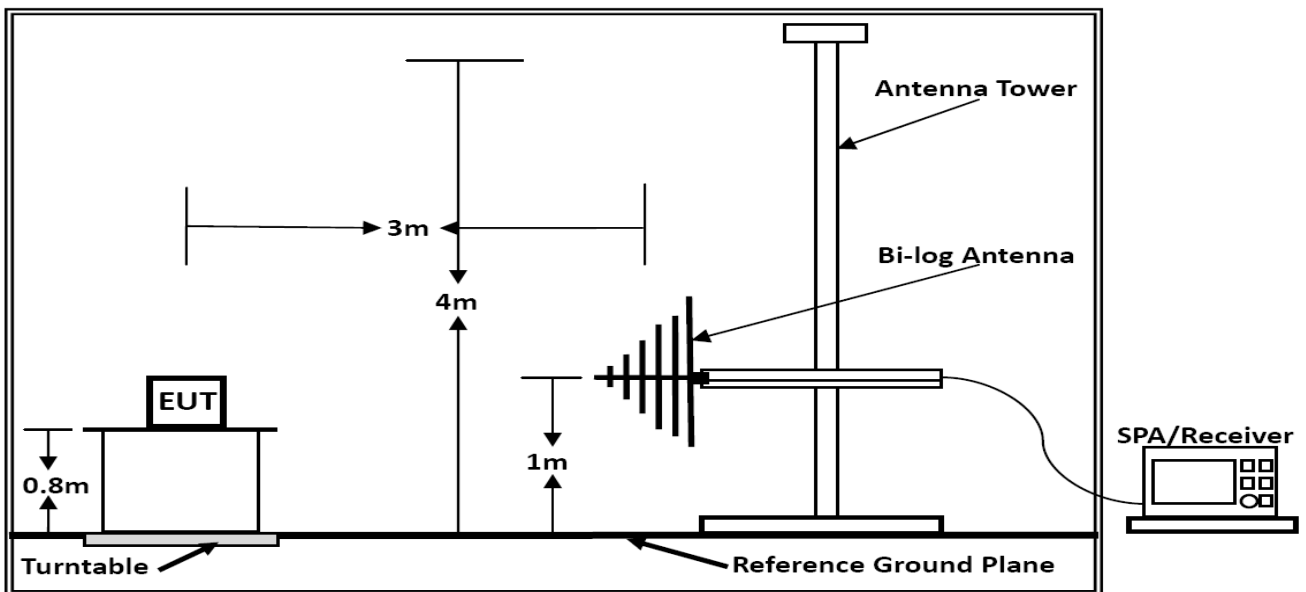 Antenna Tower
3m
Bi-log Antenna
4m
EUT
SPA/Receiver
1m
0.8m
Turntable
Reference Ground Plane